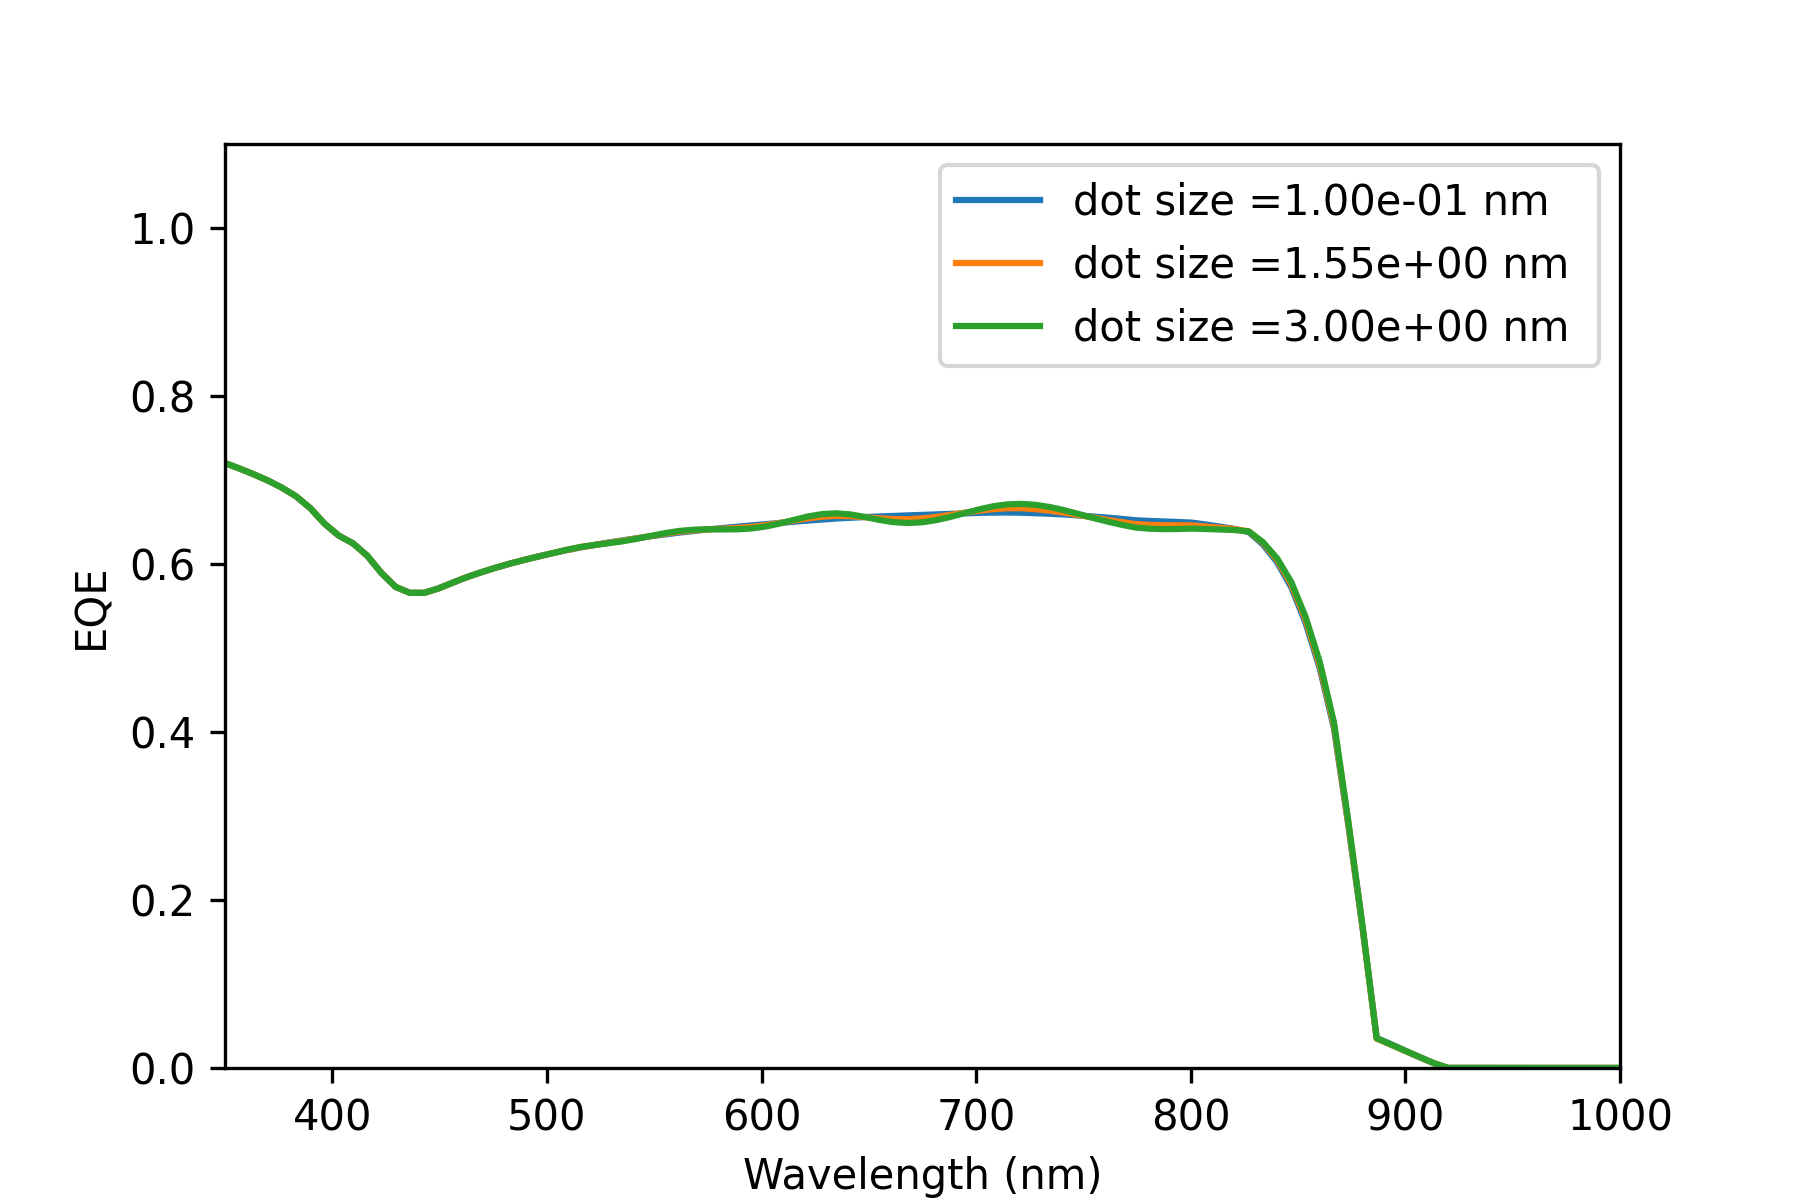 dot size =1.00e-01 nm
dot size =1.55e+00 nm
dot size =3.00e+00 nm
1.0
0.8
0.6
0.4
0.2
0.0
EQE
400 500 600 700 800 900 1000
Wavelength (nm)